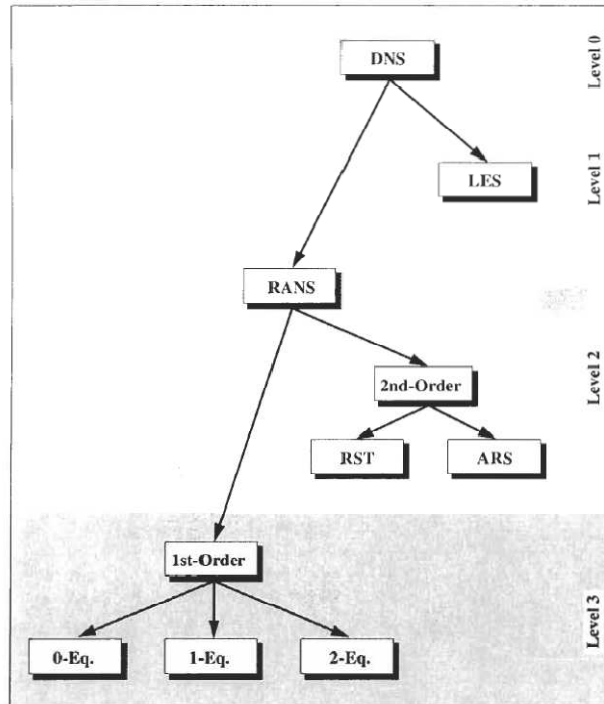 DNS
Level 0
LES
Level 1
RANS
2nd-Order
Level 2
RST
ARS
1st-Order
Level 3
0-Eq.
1-Eq.
2-Eq.